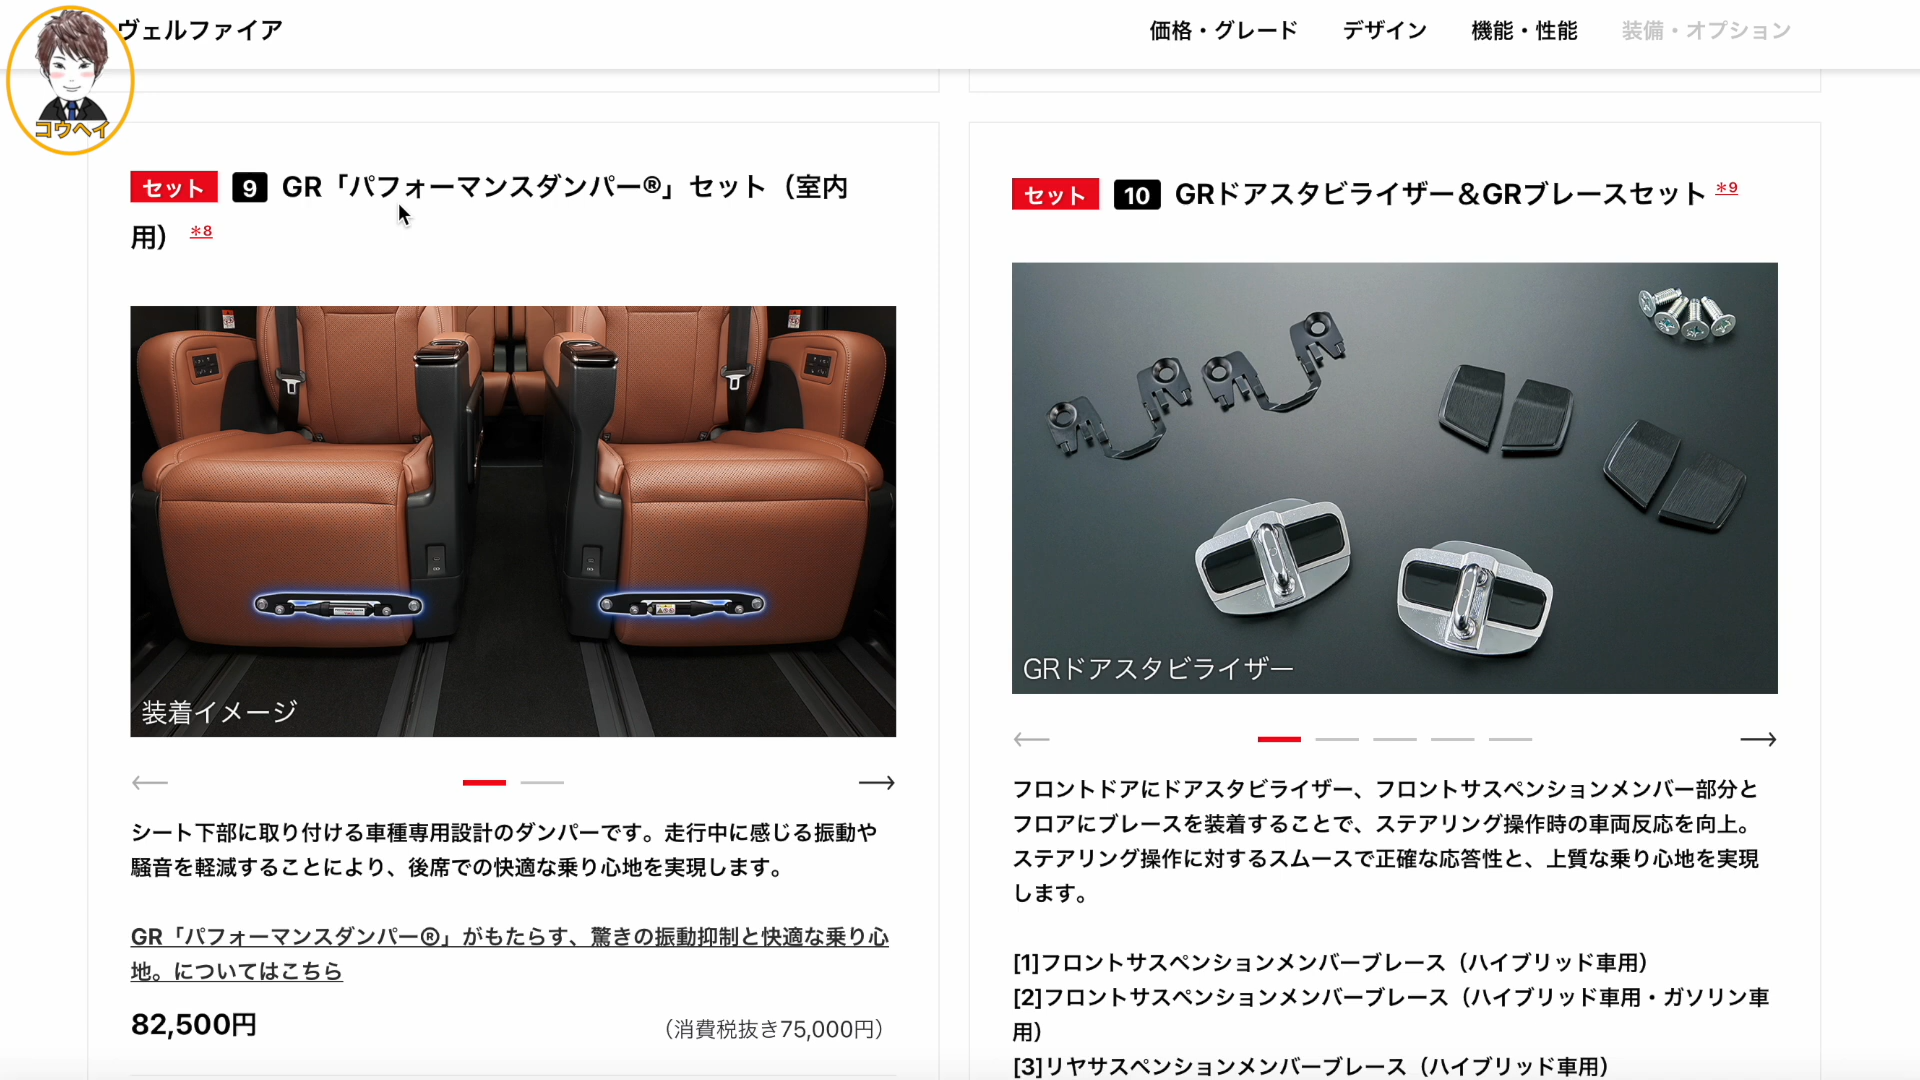 ヴェルファイア
価格・グレード
デザイン
機能・性能
装備・オプション
コウヘイ
セット 9 GR「パフォーマンスダンパー®」セット（室内
用） ＊8
装着イメージ
シート下部に取り付ける車種専用設計のダンパーです。走行中に感じる振動や
騒音を軽減することにより、後席での快適な乗り心地を実現します。
GR「パフォーマンスダンパー®」がもたらす、驚きの振動抑制と快適な乗り心
地。についてはこちら
82,500円
（消費税抜き75,000円）
セット 10 GRドアスタビライザー＆GRブレースセット ＊9
GRドアスタビライザー
フロントドアにドアスタビライザー、フロントサスペンションメンバー部分と
フロアにブレースを装着することで、ステアリング操作時の車両反応を向上。
ステアリング操作に対するスムースで正確な応答性と、上質な乗り心地を実現
します。
[1]フロントサスペンションメンバーブレース（ハイブリッド車用）
[2]フロントサスペンションメンバーブレース（ハイブリッド車用・ガソリン車
用）
[3]リヤサスペンションメンバーブレース（ハイブリッド車用）